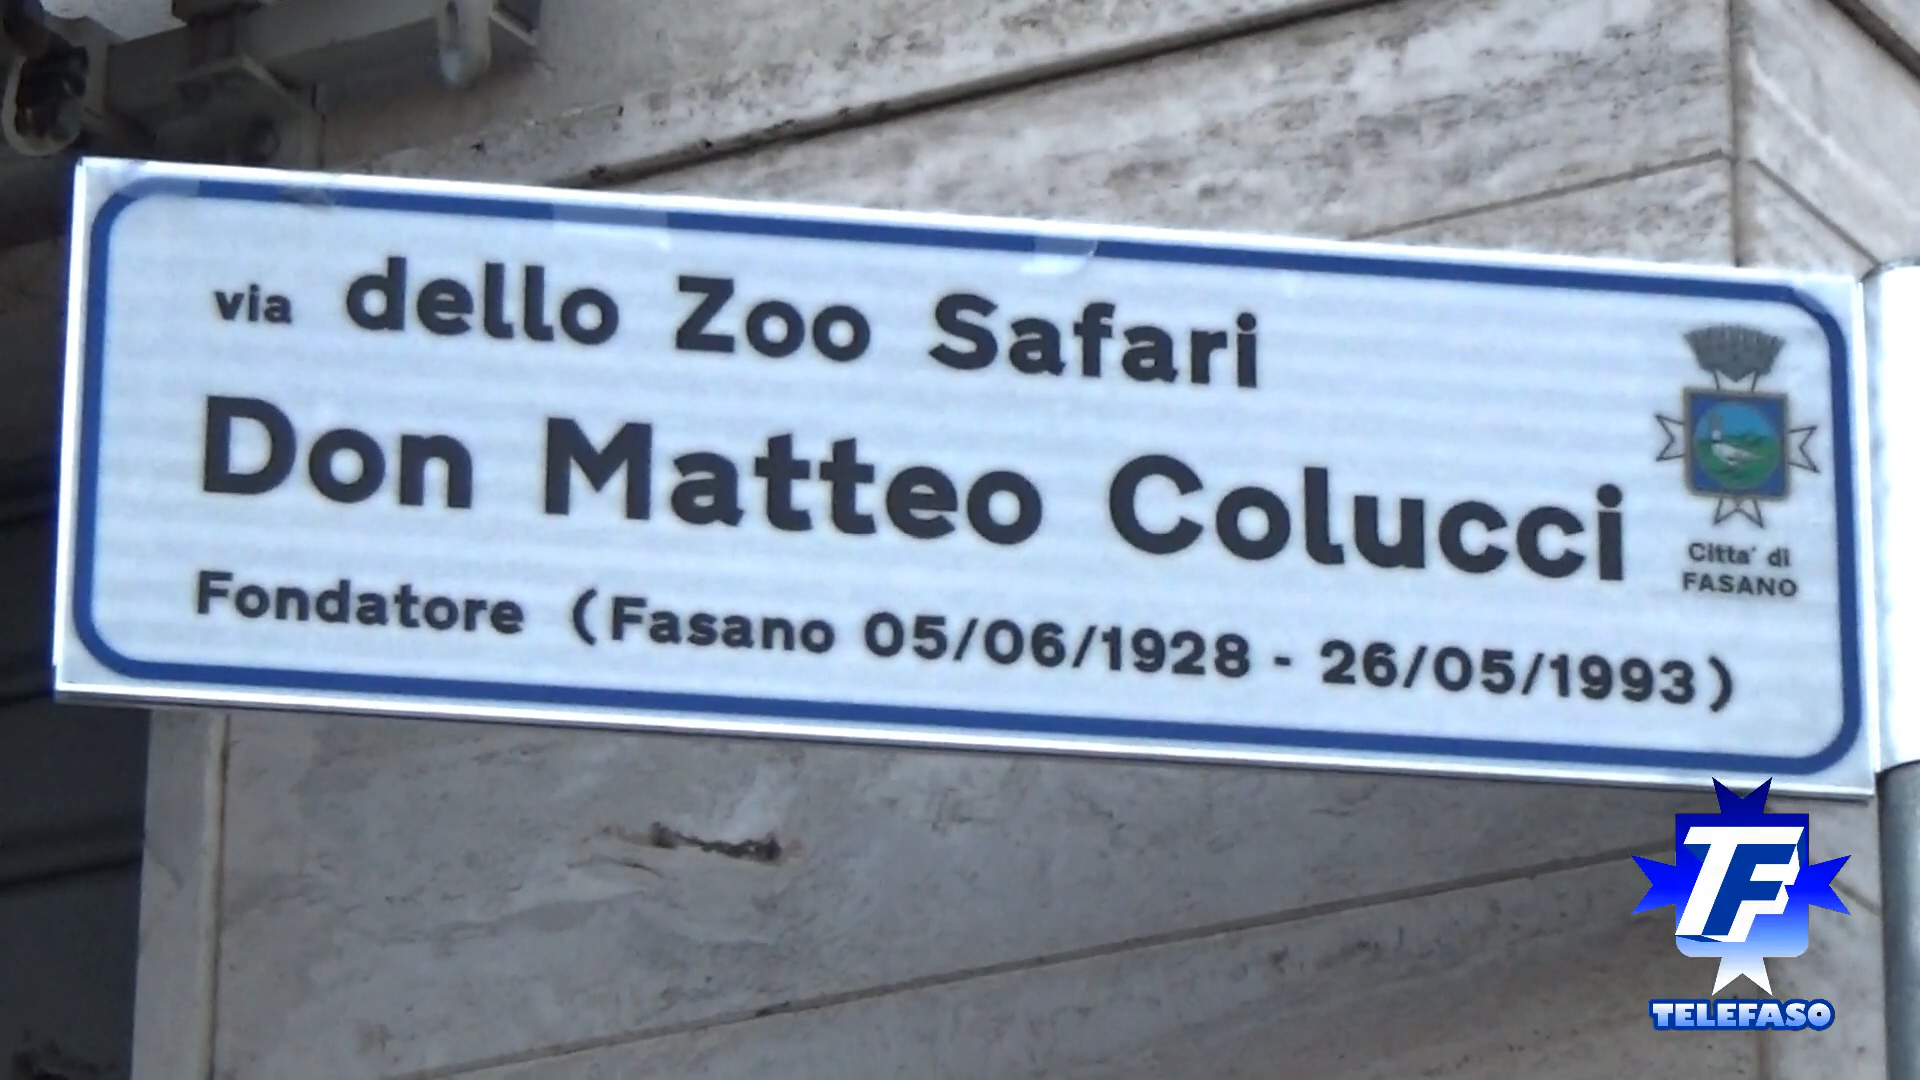 via dello Zoo Safari
Don Matteo Colucci
Fondatore (Fasano 05/06/1928 - 26/05/1993)
Citta' di
FASANO
TF
TELEFASO